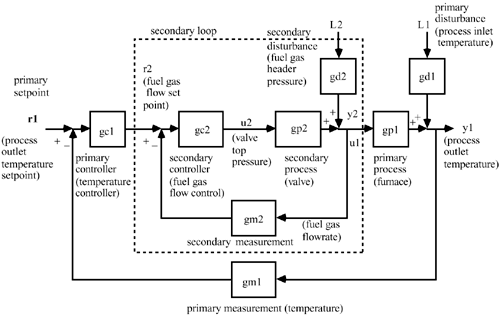 secondary loop
L2
L1
primary
disturbance
(process inlet
temperature)
secondary
disturbance
(fuel gas
header
pressure)
r2
(fuel gas
flow set
point)
gd2
gd1
primary
setpoint
r1
+
−
gc1
+
−
gc2
u2
gp2
+
+
y2
u1
gp1
+
+
y1
(process
outlet
temperature
setpoint)
primary
controller
(temperature
controller)
secondary
controller
(fuel gas
flow control)
(valve
top
pressure)
secondary
process
(valve)
primary
process
(furnace)
(process
outlet
temperature)
gm2
(fuel gas
flowrate)
secondary measurement
gm1
primary measurement (temperature)